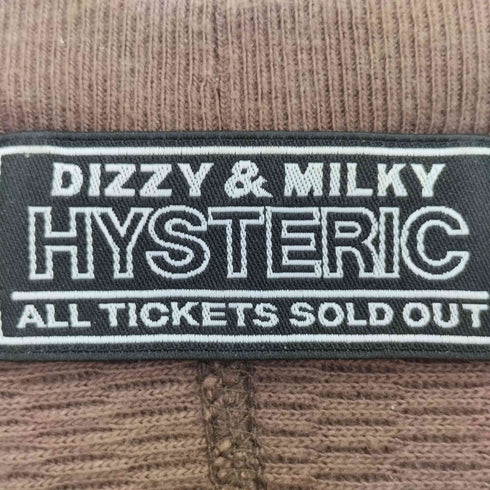 DIZZY & MILKY
HYSTERIC
ALL TICKETS SOLD OUT